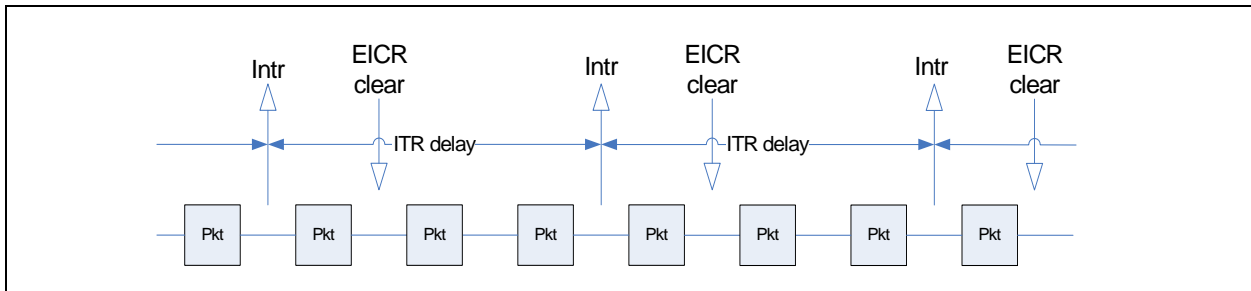 Intr
EICR
clear
Intr
EICR
clear
Intr
EICR
clear
ITR delay
ITR delay
Pkt
Pkt
Pkt
Pkt
Pkt
Pkt
Pkt
Pkt